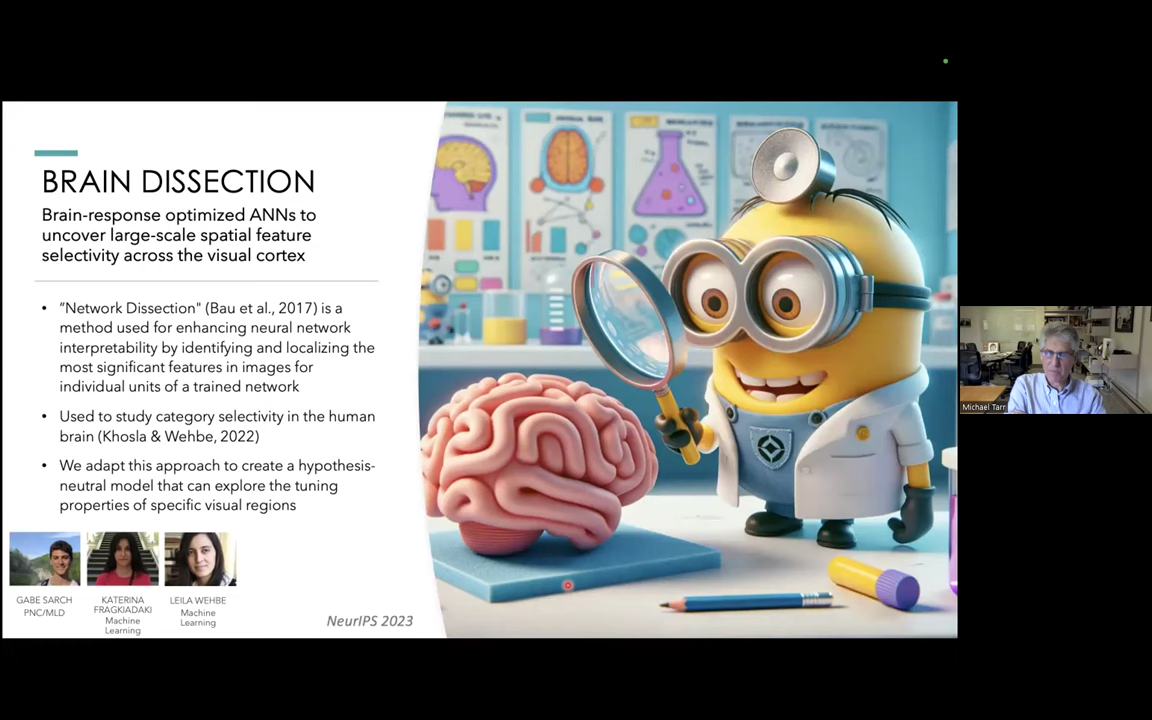 BRAIN DISSECTION
Brain-response optimized ANNs to
uncover large-scale spatial feature
selectivity across the visual cortex
• “Network Dissection" (Bau et al., 2017) is a
method used for enhancing neural network
interpretability by identifying and localizing the
most significant features in images for
individual units of a trained network
• Used to study category selectivity in the human
brain (Khosla & Wehbe, 2022)
• We adapt this approach to create a hypothesis-
neutral model that can explore the tuning
properties of specific visual regions
GABE SARCH
PNC/MLD
KATERINA
FRAGKIADAKI
Machine
Learning
LEILA WEHBE
Machine
Learning
NeurIPS 2023
Michael Tarr